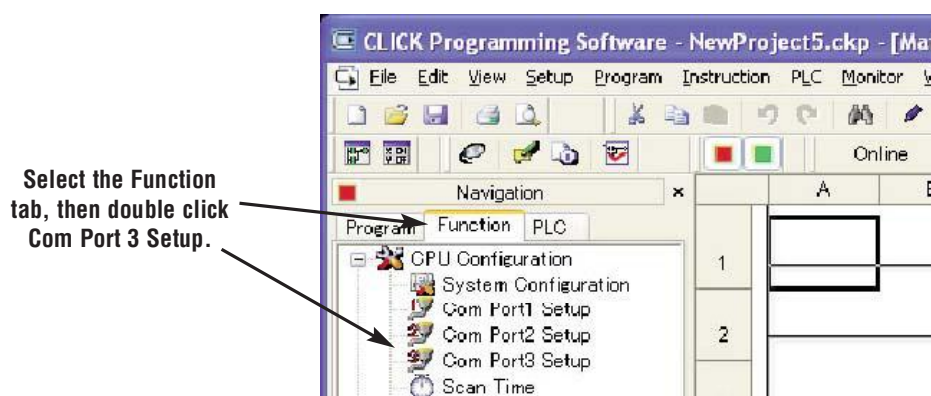 Select the Function
tab, then double click
Com Port 3 Setup.
CLICK Programming Software - NewProject5.ckp - [Ma
File Edit View Setup Program Instruction PLC Monitor
Online
Navigation
Program Function PLC
CPU Configuration
System Configuration
Com Port1 Setup
Com Port2 Setup
Com Port3 Setup
Scan Time
A
1
2